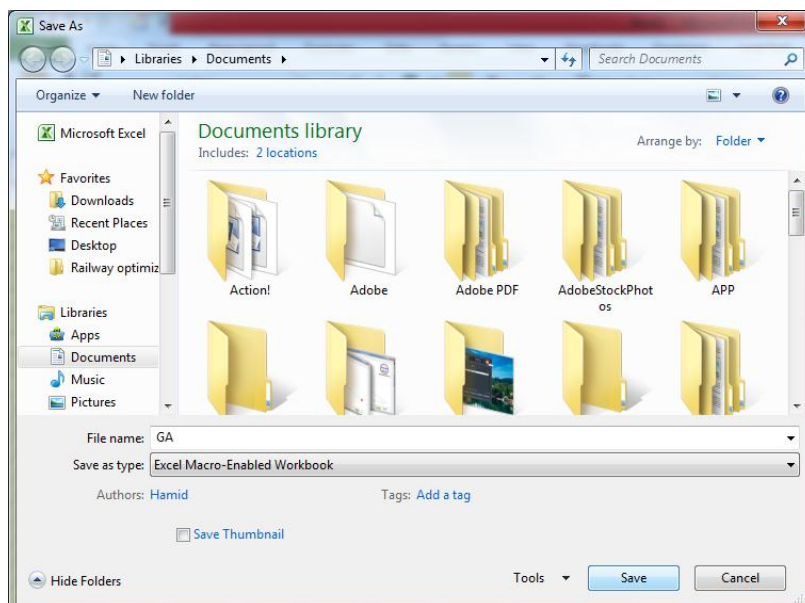 Save As
Libraries Documents
Search Documents
Organize New folder
Microsoft Excel
Favorites
Downloads
Recent Places
Desktop
Railway optimiz
Libraries
Apps
Documents
Music
Pictures
Documents library
Includes: 2 locations
Arrange by: Folder
Action!
Adobe
Adobe PDF
AdobeStockPhot
os
APP
File name: GA
Save as type: Excel Macro-Enabled Workbook
Authors: Hamid Tags: Add a tag
Save Thumbnail
Hide Folders
Tools Save Cancel